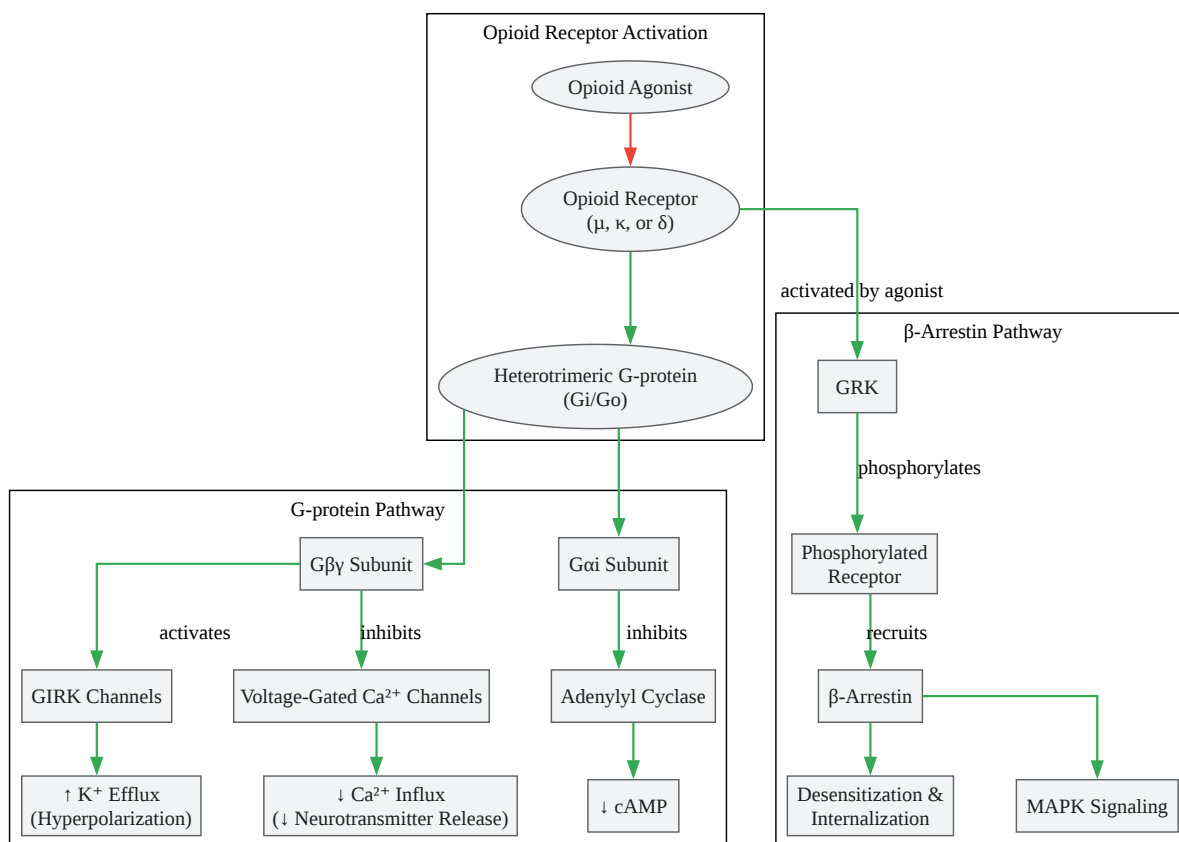 Opioid Receptor Activation
Opioid Agonist
Opioid Receptor
(μ, κ, or δ)
activated by agonist
Heterotrimeric G-protein
(Gi/Go)
β-Arrestin Pathway
GRK
phosphorylates
Phosphorylated
Receptor
recruits
β-Arrestin
Desensitization &
Internalization
MAPK Signaling
G-protein Pathway
Gβγ Subunit
Gαi Subunit
activates
inhibits
inhibits
GIRK Channels
Voltage-Gated Ca²⁺ Channels
Adenylyl Cyclase
↑ K⁺ Efflux
(Hyperpolarization)
↓ Ca²⁺ Influx
(↓ Neurotransmitter Release)
↓ cAMP